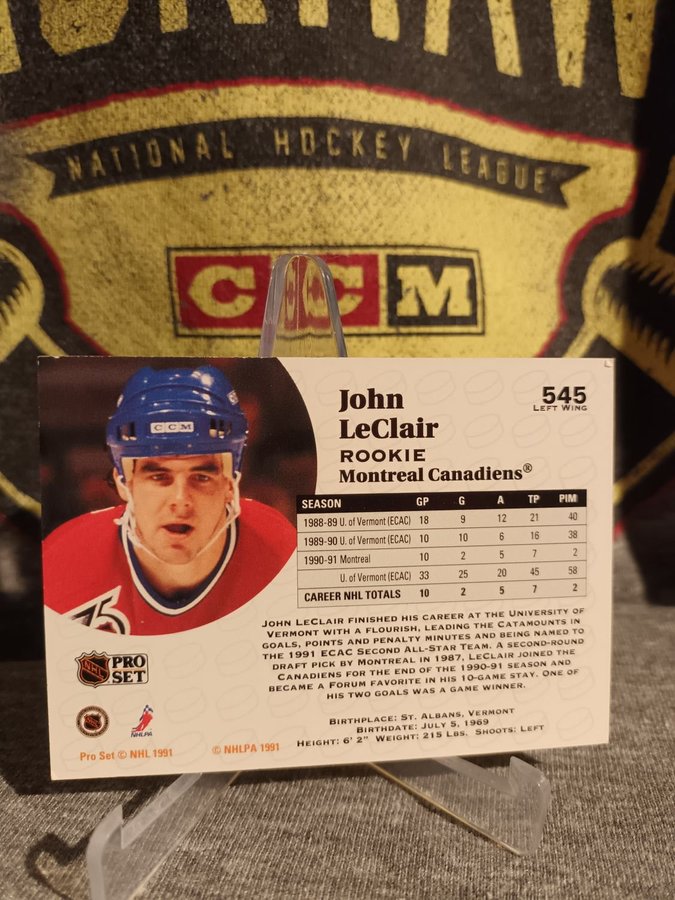 NATIONAL HOCKEY LEAGUE
CCM
CCM
75
John
LeClair
ROOKIE
Montreal Canadiens®
545
LEFT WING
SEASON GP G A TP PIM
1988-89 U. of Vermont (ECAC) 18 9 12 21 40
1989-90 U. of Vermont (ECAC) 10 10 6 16 38
1990-91 Montreal 10 2 5 7 2
U. of Vermont (ECAC) 33 25 20 45 58
CAREER NHL TOTALS 10 2 5 7 2
JOHN LECLAIR FINISHED HIS CAREER AT THE UNIVERSITY OF
VERMONT WITH A FLOURISH, LEADING THE CATAMOUNTS IN
GOALS, POINTS AND PENALTY MINUTES AND BEING NAMED TO
THE 1991 ECAC SECOND ALL-STAR TEAM. A SECOND-ROUND
DRAFT PICK BY MONTREAL IN 1987, LECLAIR JOINED THE
CANADIENS FOR THE END OF THE 1990-91 SEASON AND
BECAME A FORUM FAVORITE IN HIS 10-GAME STAY. ONE OF
HIS TWO GOALS WAS A GAME WINNER.
BIRTHPLACE: ST. ALBANS, VERMONT
BIRTHDATE: JULY 5, 1969
HEIGHT: 6' 2" WEIGHT: 215 LBS. SHOOTS: LEFT
NHL
PRO
SET
NHLPA
Pro Set © NHL 1991
© NHLPA 1991